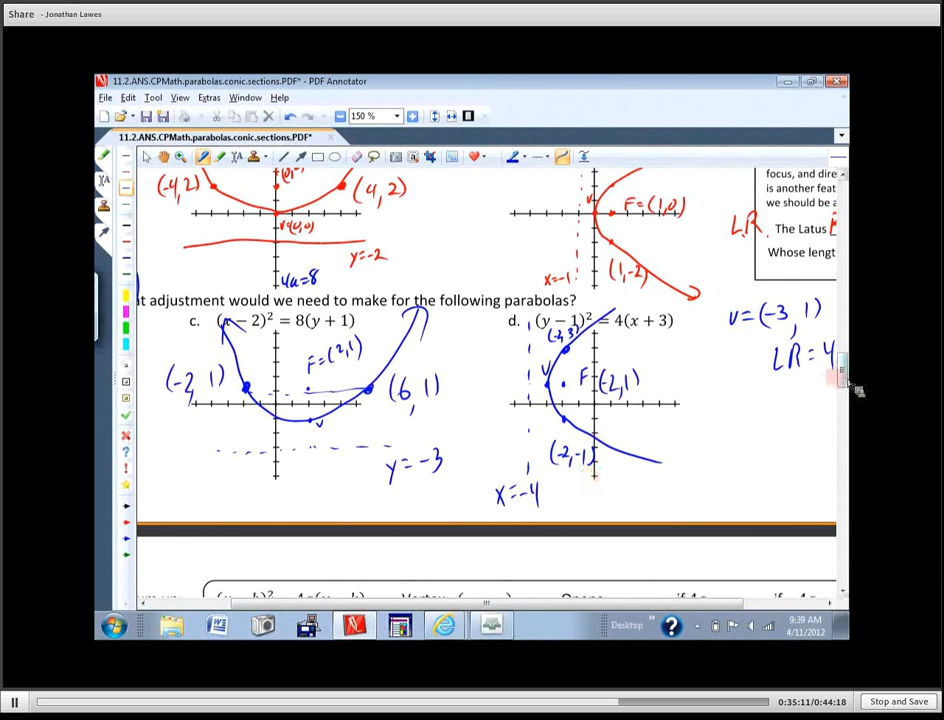 Share - Jonathan Lawes
11.2.ANS.CPMath.parabolas.conic.sections.PDF* - PDF Annotator
File Edit Tool View Extras Window Help
150 %
11.2.ANS.CPMath.parabolas.conic.sections.PDF*
focus, and dire
is another feat
we should be a
(-4,2)
(4,2)
F=(1,0)
L.R.
The Latus
V(0,0)
Whose length
y=-2
x=-1
(1,-2)
4a=8
t adjustment would we need to make for the following parabolas?
c. (x − 2)² = 8(y + 1)
d. (y − 1)² = 4(x + 3)
V=(-3, 1)
LR=4
F=(2,1)
(-2,3)
(-2, 1)
(6, 1)
V
F(-2,1)
V
y=-3
(-2,-1)
x=-4
Desktop
9:39 AM
4/11/2012
0:35:11/0:44:18
Stop and Save